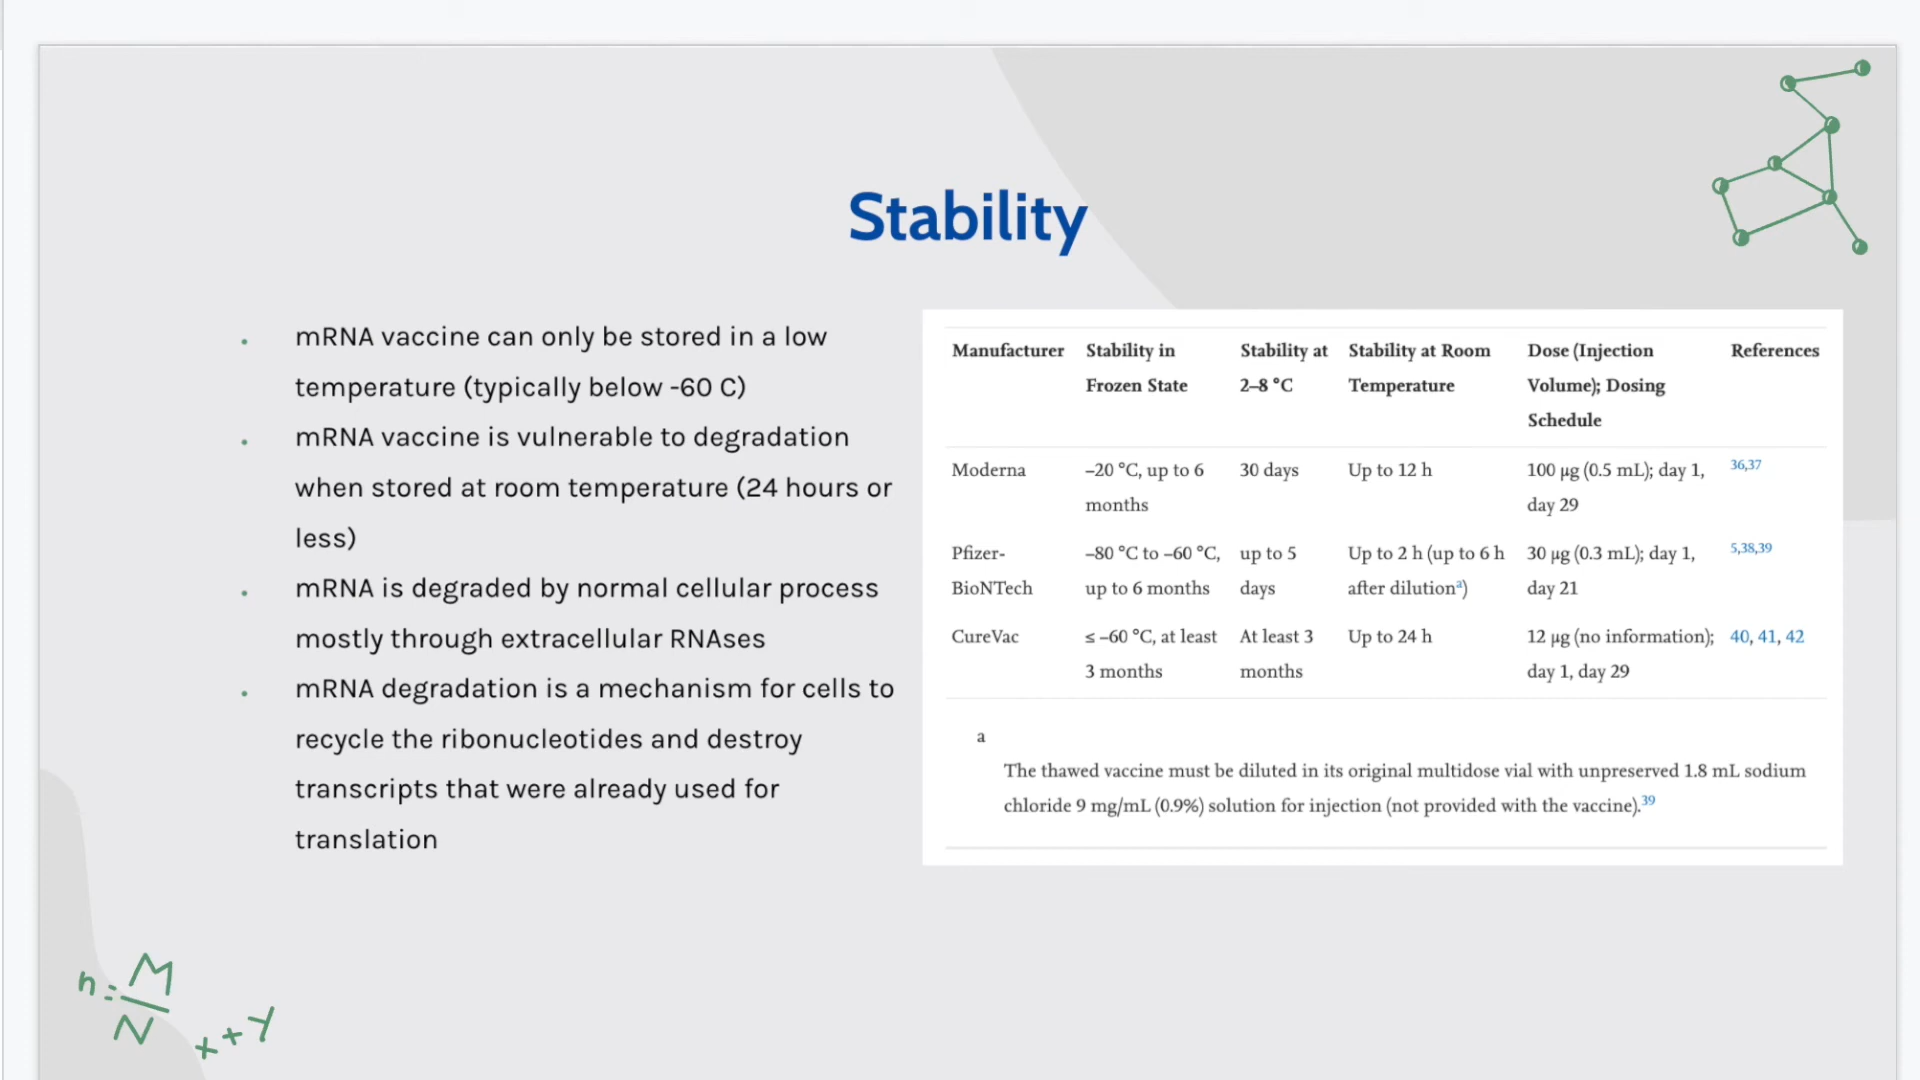 Stability
mRNA vaccine can only be stored in a low
temperature (typically below -60 C)
mRNA vaccine is vulnerable to degradation
when stored at room temperature (24 hours or
less)
mRNA is degraded by normal cellular process
mostly through extracellular RNAses
mRNA degradation is a mechanism for cells to
recycle the ribonucleotides and destroy
transcripts that were already used for
translation
Manufacturer Stability in Stability at Stability at Room Dose (Injection References
Frozen State 2–8 °C Temperature Volume); Dosing
Schedule
Moderna –20 °C, up to 6 30 days Up to 12 h 100 μg (0.5 mL); day 1, 36,37
months day 29
Pfizer- –80 °C to –60 °C, up to 5 Up to 2 h (up to 6 h 30 μg (0.3 mL); day 1, 5,38,39
BioNTech up to 6 months days after dilutionª) day 21
CureVac ≤ –60 °C, at least At least 3 Up to 24 h 12 μg (no information); 40, 41, 42
3 months months day 1, day 29
a
The thawed vaccine must be diluted in its original multidose vial with unpreserved 1.8 mL sodium
chloride 9 mg/mL (0.9%) solution for injection (not provided with the vaccine).39
n = M
N
x + y